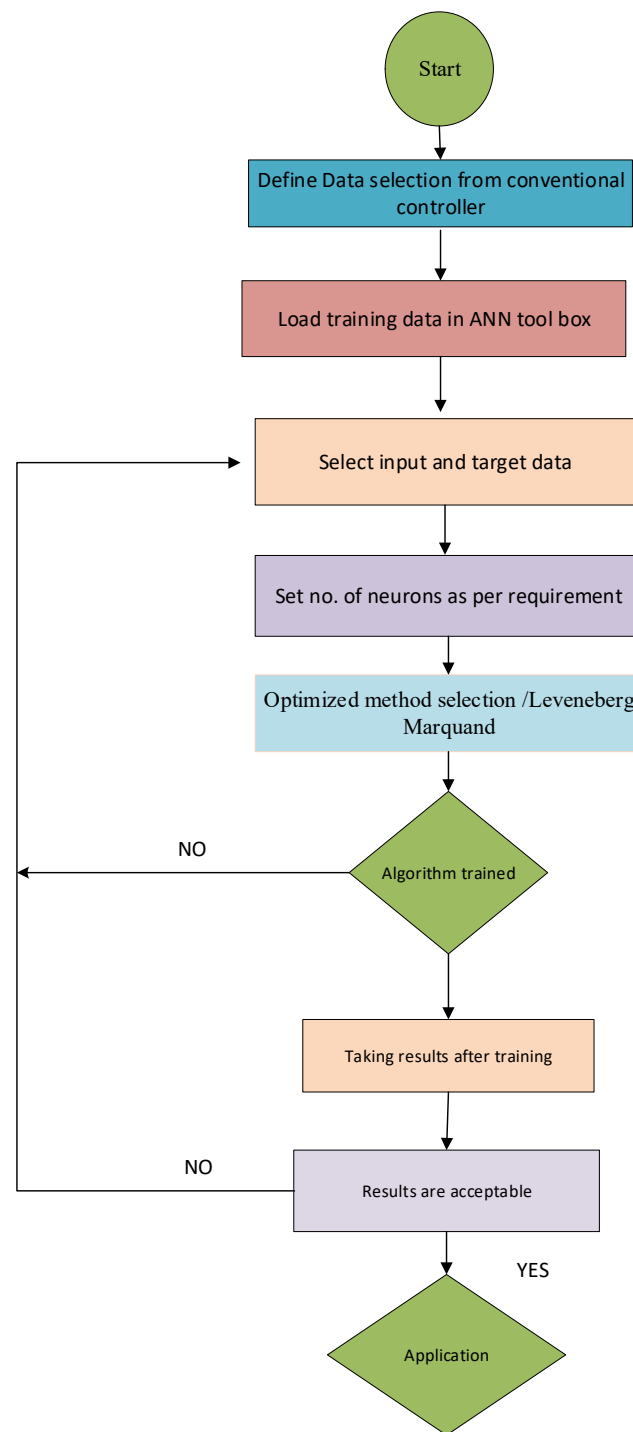 Start
Define Data selection from conventional
controller
Load training data in ANN tool box
Select input and target data
Set no. of neurons as per requirement
Optimized method selection /Leveneberg
Marquand
NO
Algorithm trained
Taking results after training
NO
Results are acceptable
YES
Application